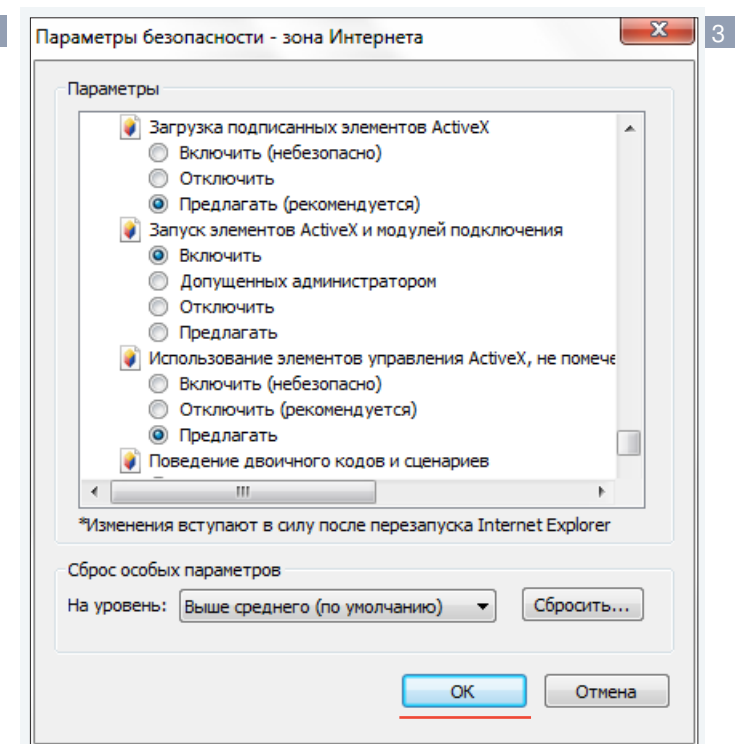 Параметры безопасности - зона Интернета
3
Параметры
Загрузка подписанных элементов ActiveX
Включить (небезопасно)
Отключить
Предлагать (рекомендуется)
Запуск элементов ActiveX и модулей подключения
Включить
Допущенных администратором
Отключить
Предлагать
Использование элементов управления ActiveX, не помече
Включить (небезопасно)
Отключить (рекомендуется)
Предлагать
Поведение двоичного кодов и сценариев
*Изменения вступают в силу после перезапуска Internet Explorer
Сброс особых параметров
На уровень: Выше среднего (по умолчанию) Сбросить...
ОК Отмена